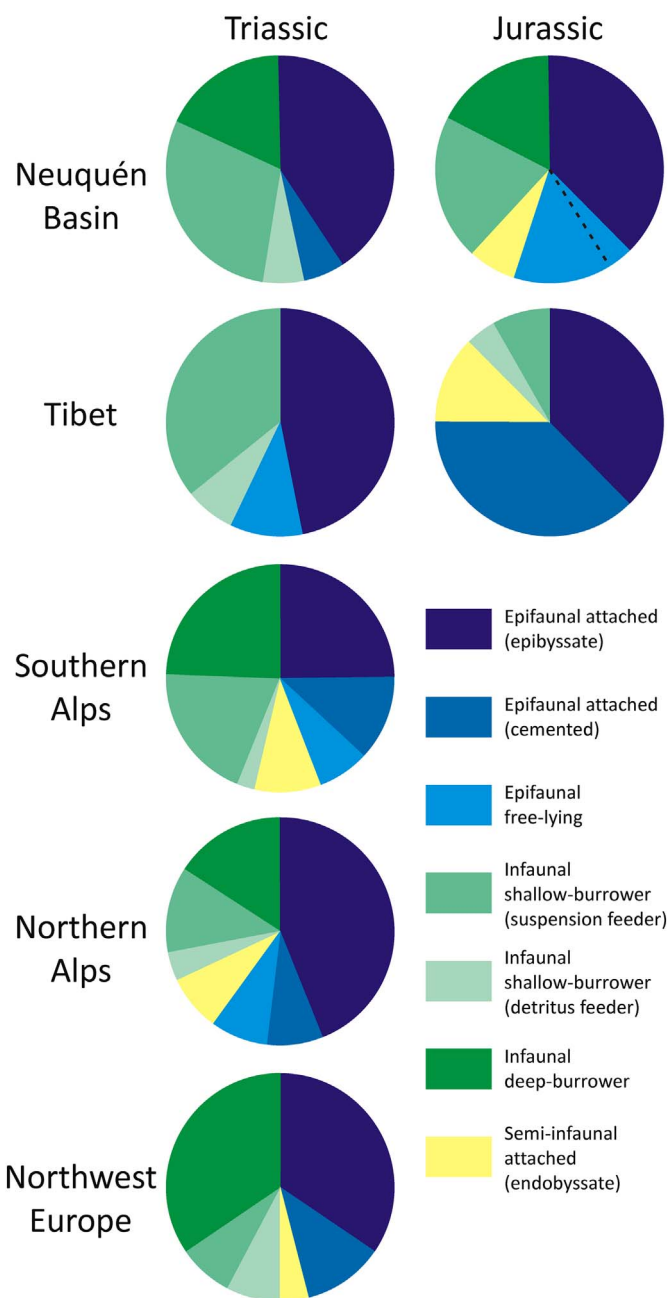 Triassic
Jurassic
Neuquén
Basin
Tibet
Southern
Alps
Northern
Alps
Northwest
Europe
Epifaunal attached
(epibyssate)
Epifaunal attached
(cemented)
Epifaunal
free-lying
Infaunal
shallow-burrower
(suspension feeder)
Infaunal
shallow-burrower
(detritus feeder)
Infaunal
deep-burrower
Semi-infaunal
attached
(endobyssate)